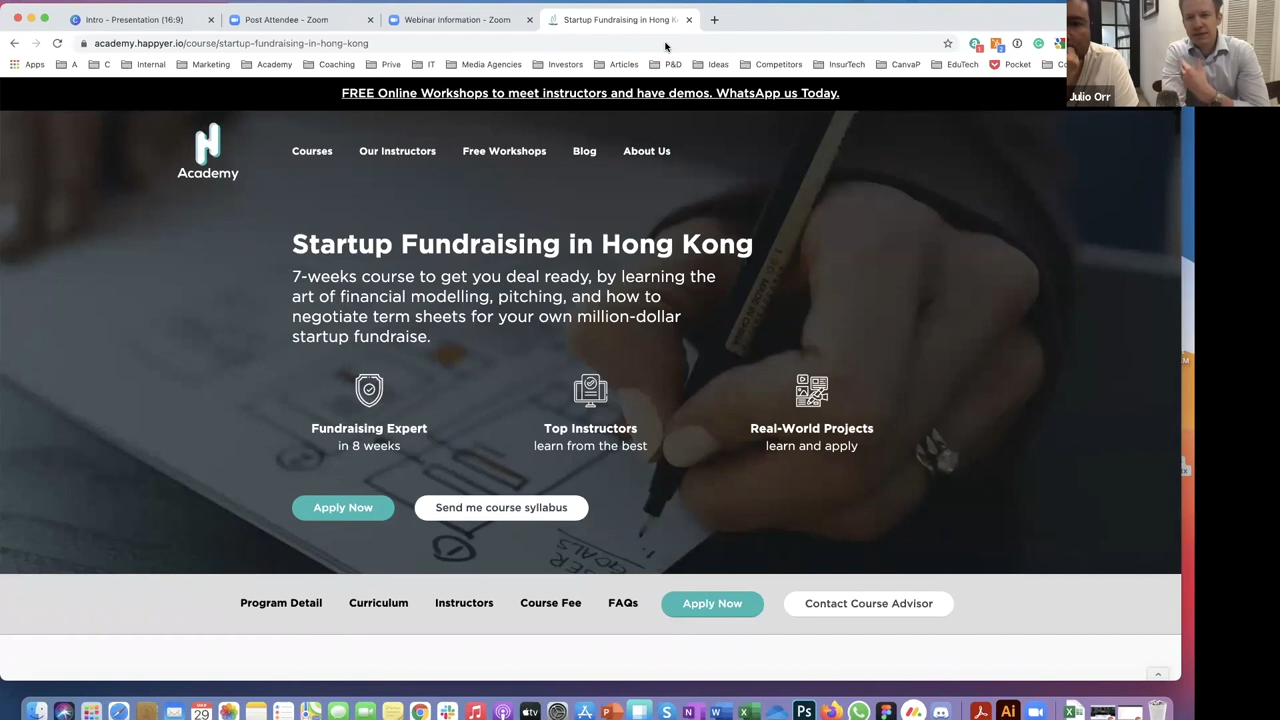 Intro - Presentation (16:9)
Post Attendee - Zoom
Webinar Information - Zoom
Startup Fundraising in Hong K
academy.happyer.io/course/startup-fundraising-in-hong-kong
Apps
A
C
Internal
Marketing
Academy
Coaching
Prive
IT
Media Agencies
Investors
Articles
P&D
Ideas
Competitors
InsurTech
CanvaP
EduTech
Pocket
Julio Orr
FREE Online Workshops to meet instructors and have demos. WhatsApp us Today.
Academy
Courses
Our Instructors
Free Workshops
Blog
About Us
Startup Fundraising in Hong Kong
7-weeks course to get you deal ready, by learning the
art of financial modelling, pitching, and how to
negotiate term sheets for your own million-dollar
startup fundraise.
Fundraising Expert
in 8 weeks
Top Instructors
learn from the best
Real-World Projects
learn and apply
Apply Now
Send me course syllabus
GOALS
Program Detail
Curriculum
Instructors
Course Fee
FAQs
Apply Now
Contact Course Advisor
29
tv
Ps
Ai